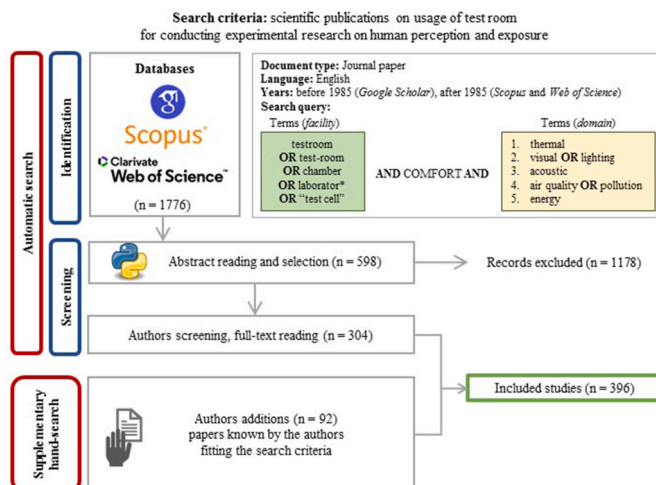 Search criteria: scientific publications on usage of test room
for conducting experimental research on human perception and exposure
Automatic search
Identification
Databases
Scopus®
Clarivate
Web of Science™
(n = 1776)
Document type: Journal paper
Language: English
Years: before 1985 (Google Scholar), after 1985 (Scopus and Web of Science)
Search query:
Terms (facility)
testroom
OR test-room
OR chamber
OR laborator*
OR "test cell"
AND COMFORT AND
Terms (domain)
1. thermal
2. visual OR lighting
3. acoustic
4. air quality OR pollution
5. energy
Screening
Abstract reading and selection (n = 598)
Records excluded (n = 1178)
Authors screening, full-text reading (n = 304)
Included studies (n = 396)
Supplementary
hand-search
Authors additions (n = 92)
papers known by the authors
fitting the search criteria